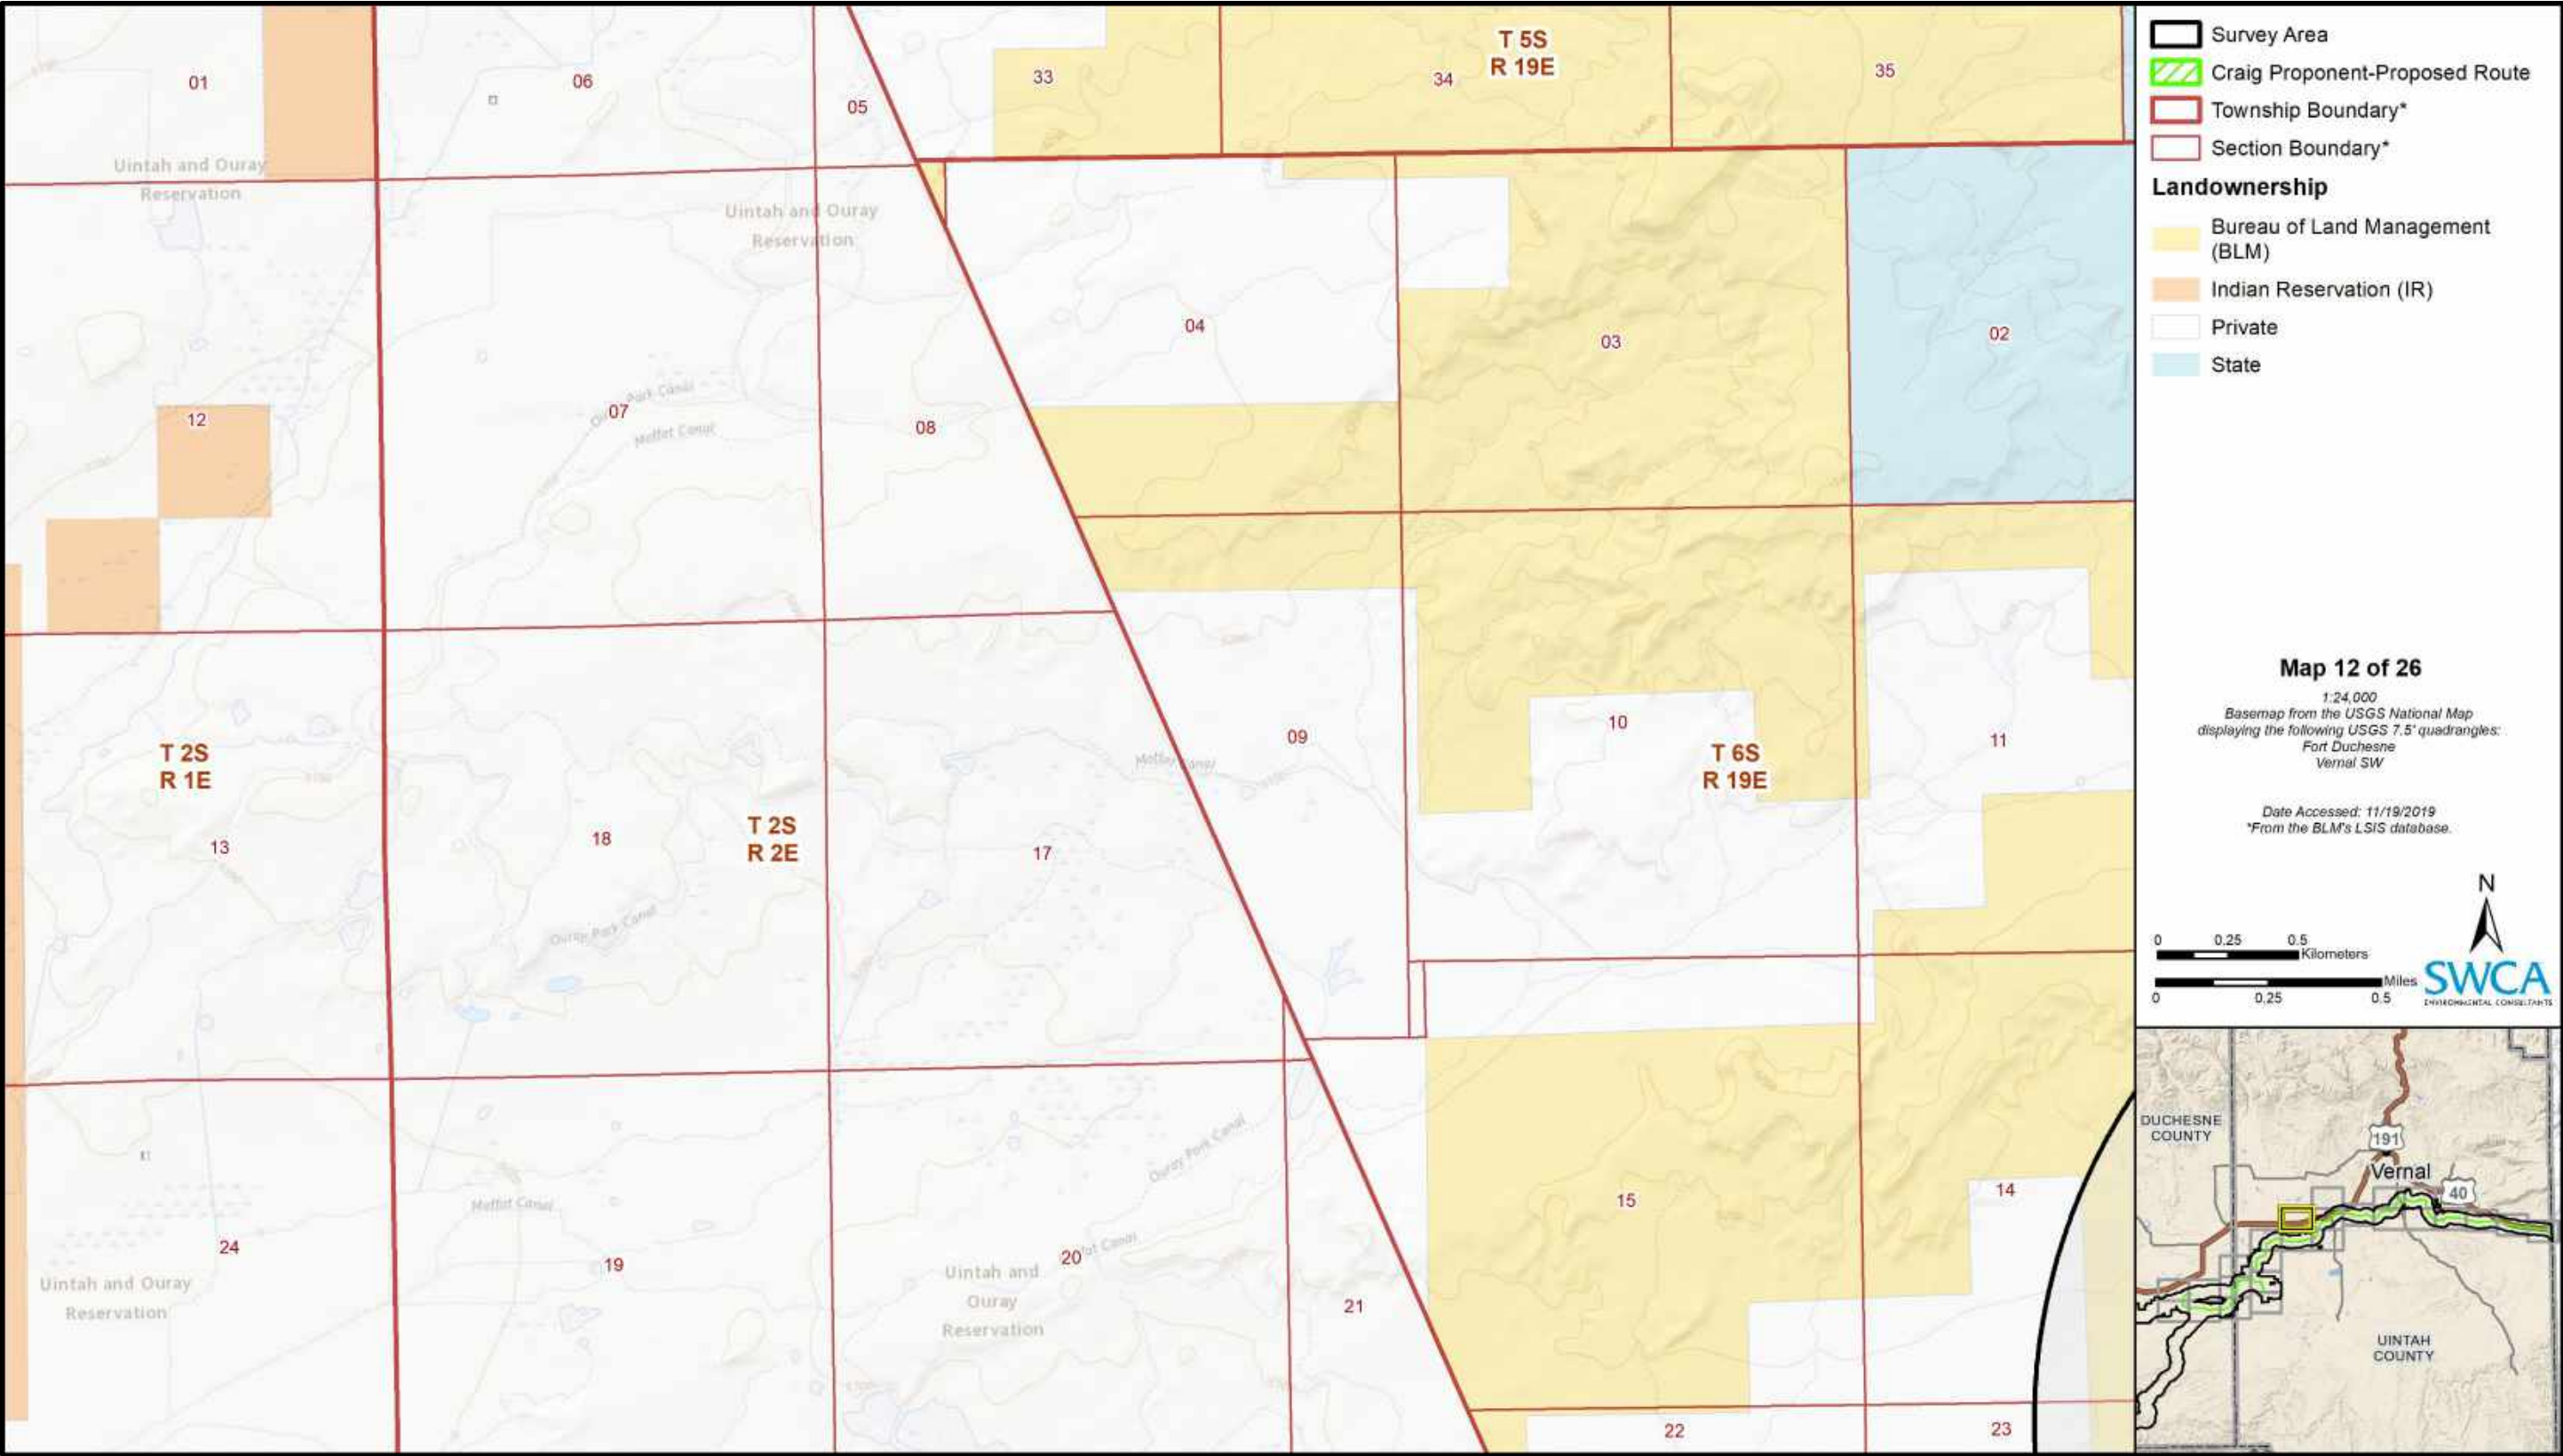 T 5S
R 19E
33
34
35
01
06
05
Uintah and Ouray
Reservation
Uintah and Ouray
Reservation
04
03
02
12
07
Park Canal
Moffat Canal
08
T 2S
R 1E
13
18
T 2S
R 2E
17
Ouray Park Canal
09
Moffat Canal
10
T 6S
R 19E
11
24
Uintah and Ouray
Reservation
Moffat Canal
19
20
Canal
Ouray Park Canal
Uintah and
Ouray
Reservation
21
15
14
22
23
Survey Area
Craig Proponent-Proposed Route
Township Boundary*
Section Boundary*
Landownership
Bureau of Land Management
(BLM)
Indian Reservation (IR)
Private
State
Map 12 of 26
1:24,000
Basemap from the USGS National Map
displaying the following USGS 7.5' quadrangles:
Fort Duchesne
Vernal SW
Date Accessed: 11/19/2019
*From the BLM's LSIS database.
N
0 0.25 0.5
Kilometers
Miles
0 0.25 0.5
SWCA
ENVIRONMENTAL CONSULTANTS
DUCHESNE
COUNTY
191
Vernal
40
UINTAH
COUNTY